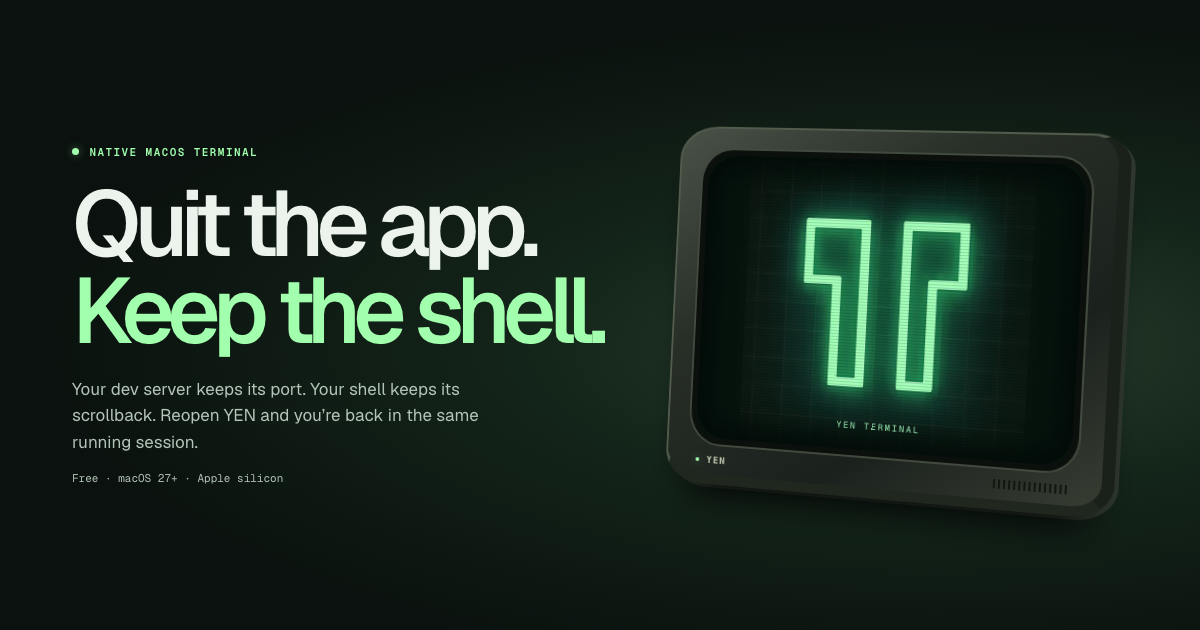 NATIVE MACOS TERMINAL
Quit the app.
Keep the shell.
Your dev server keeps its port. Your shell keeps its
scrollback. Reopen YEN and you’re back in the same
running session.
Free · macOS 27+ · Apple silicon
YEN TERMINAL
YEN